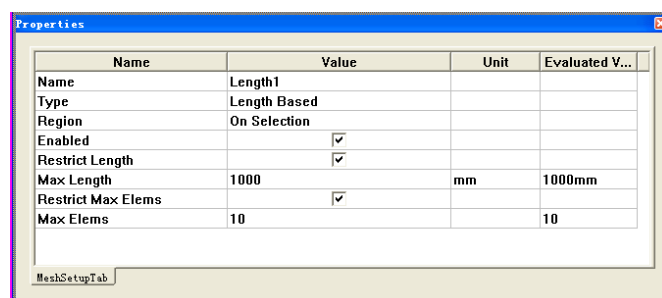 Properties
Name Value Unit Evaluated V...
Name Length1
Type Length Based
Region On Selection
Enabled
Restrict Length
Max Length 1000 mm 1000mm
Restrict Max Elems
Max Elems 10 10
MeshSetupTab